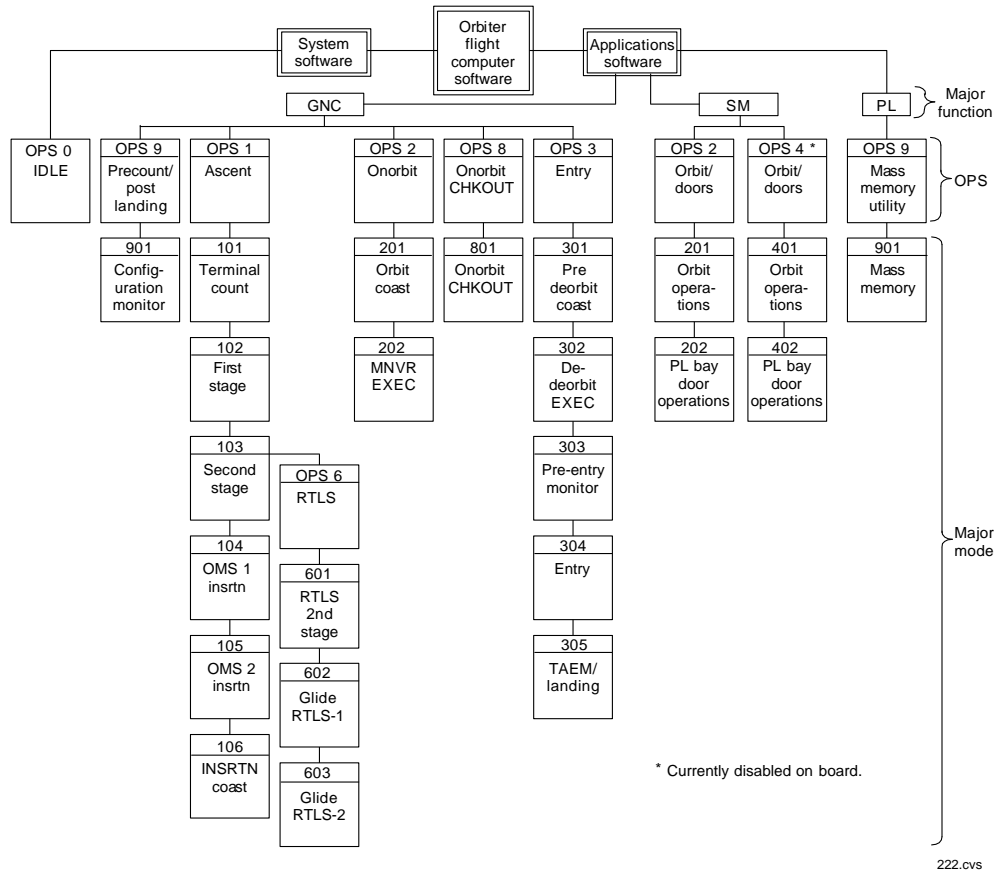 Orbiter
flight
computer
software
System
software
Applications
software
GNC
SM
PL
Major
function
OPS 0
IDLE
OPS 9
Precount/
post
landing
OPS 1
Ascent
OPS 2
Onorbit
OPS 8
Onorbit
CHKOUT
OPS 3
Entry
OPS 2
Orbit/
doors
OPS 4 *
Orbit/
doors
OPS 9
Mass
memory
utility
OPS
901
Config-
uration
monitor
101
Terminal
count
201
Orbit
coast
801
Onorbit
CHKOUT
301
Pre
deorbit
coast
201
Orbit
opera-
tions
401
Orbit
opera-
tions
901
Mass
memory
102
First
stage
202
MNVR
EXEC
302
De-
deorbit
EXEC
202
PL bay
door
operations
402
PL bay
door
operations
103
Second
stage
OPS 6
RTLS
303
Pre-entry
monitor
104
OMS 1
insrtn
601
RTLS
2nd
stage
304
Entry
Major
mode
105
OMS 2
insrtn
602
Glide
RTLS-1
305
TAEM/
landing
106
INSRTN
coast
603
Glide
RTLS-2
* Currently disabled on board.
222.cvs